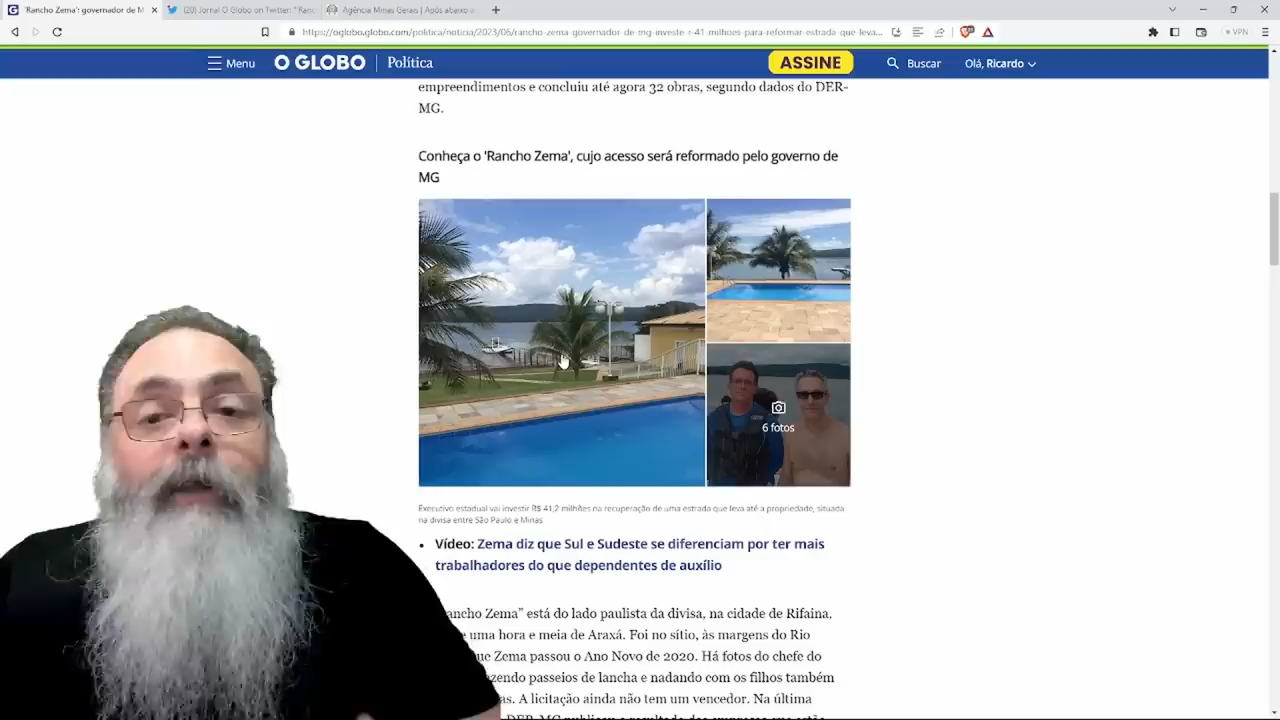 'Rancho Zema': governador de M
(20) Jornal O Globo on Twitter: "Ranc
Agência Minas Gerais | Após abaixo
https://oglobo.globo.com/politica/noticia/2023/06/rancho-zema-governador-de-mg-investe-r-41-milhoes-para-reformar-estrada-que-leva...
VPN
Menu
O GLOBO
Política
ASSINE
Buscar
Olá, Ricardo
empreendimentos e concluiu até agora 32 obras, segundo dados do DER-
MG.
Conheça o 'Rancho Zema', cujo acesso será reformado pelo governo de
MG
6 fotos
Executivo estadual vai investir R$ 41,2 milhões na recuperação de uma estrada que leva até a propriedade, situada
na divisa entre São Paulo e Minas
• Vídeo: Zema diz que Sul e Sudeste se diferenciam por ter mais
trabalhadores do que dependentes de auxílio
ancho Zema” está do lado paulista da divisa, na cidade de Rifaina,
e uma hora e meia de Araxá. Foi no sítio, às margens do Rio
ue Zema passou o Ano Novo de 2020. Há fotos do chefe do
zendo passeios de lancha e nadando com os filhos também
as. A licitação ainda não tem um vencedor. Na última